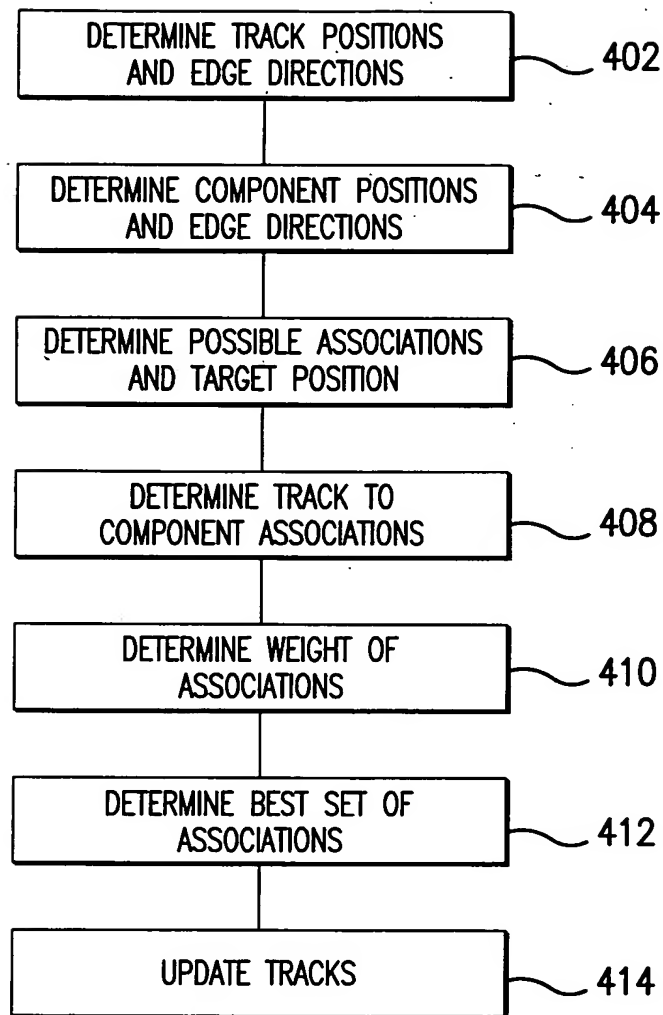 DETERMINE TRACK POSITIONS
AND EDGE DIRECTIONS
402
DETERMINE COMPONENT POSITIONS
AND EDGE DIRECTIONS
404
DETERMINE POSSIBLE ASSOCIATIONS
AND TARGET POSITION
406
DETERMINE TRACK TO
COMPONENT ASSOCIATIONS
408
DETERMINE WEIGHT OF
ASSOCIATIONS
410
DETERMINE BEST SET OF
ASSOCIATIONS
412
UPDATE TRACKS
414